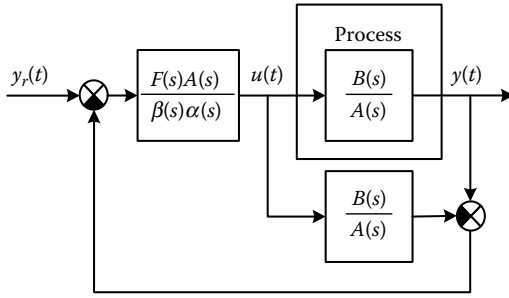 Process
y_r(t)
F(s)A(s)
β(s)α(s)
u(t)
B(s)
A(s)
y(t)
B(s)
A(s)